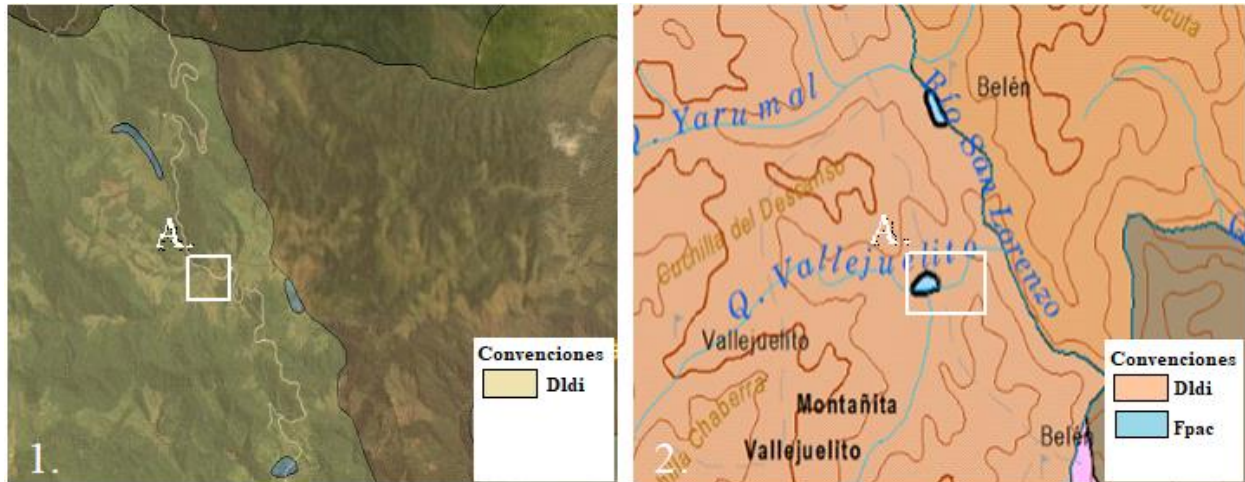 A.
Convenciones
Dldi
1.
Q. Yarumal
Río San Lorenzo
Belén
Cuchilla del Descanso
A.
Q. Vallejuelito
Vallejuelito
Montañita
Vallejuelito
Chaberra
Belén
Convenciones
Dldi
Fpac
2.